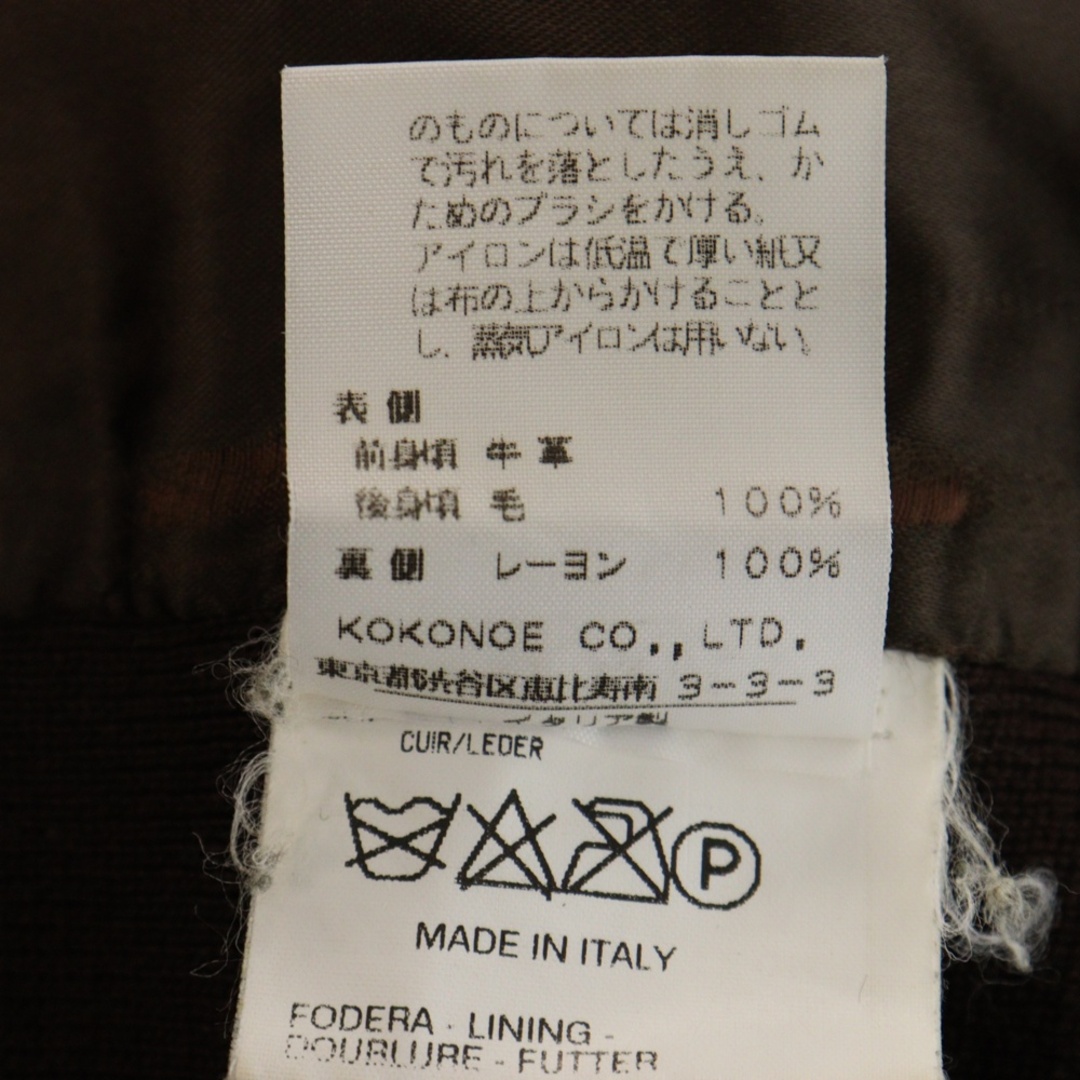 のものについては消しゴム
で汚れを落としたうえ、か
ためのブラシをかける。
アイロンは低温で厚い紙又
は布の上からかけることと
し、蒸気アイロンは用いない。
表側
前身頃 牛革
後身頃 毛 100%
裏側 レーヨン 100%
KOKONOE CO.,LTD.
東京都渋谷区恵比寿南 3-3-3
イタリア製
CUIR/LEDER
P
MADE IN ITALY
FODERA - LINING -
DOUBLURE - FUTTER